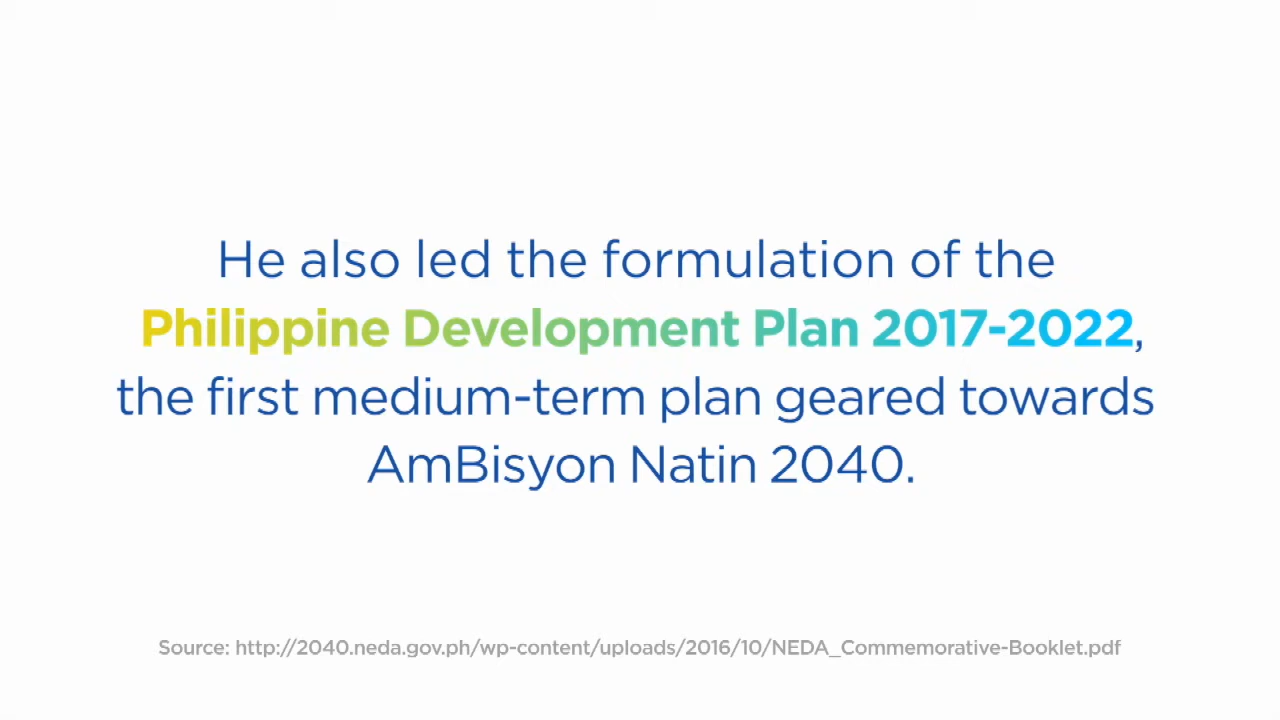 He also led the formulation of the
Philippine Development Plan 2017-2022,
the first medium-term plan geared towards
AmBisyon Natin 2040.
Source: http://2040.neda.gov.ph/wp-content/uploads/2016/10/NEDA_Commemorative-Booklet.pdf